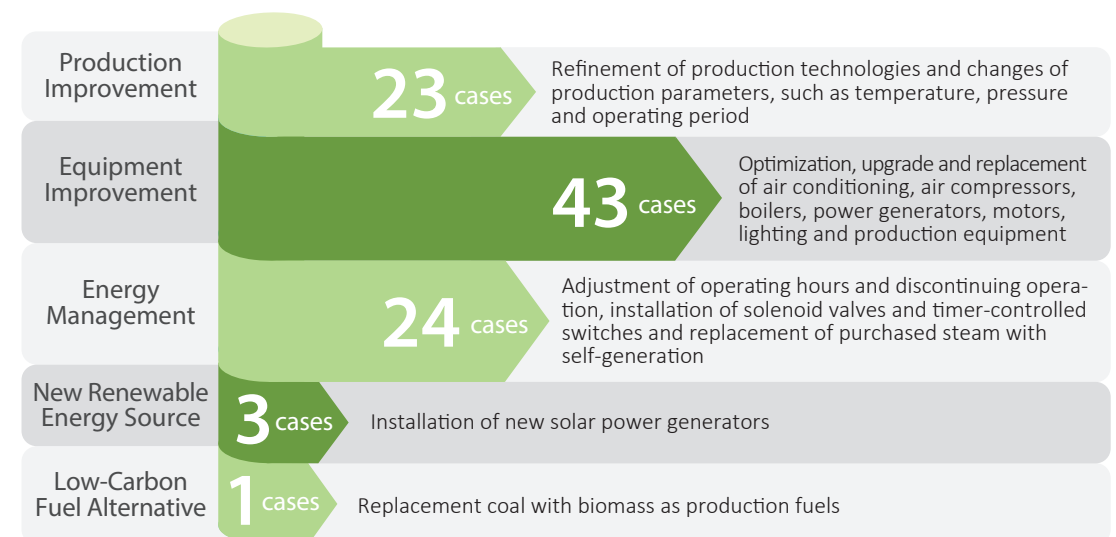 Production
Improvement
23 cases
Refinement of production technologies and changes of
production parameters, such as temperature, pressure
and operating period
Equipment
Improvement
43 cases
Optimization, upgrade and replacement
of air conditioning, air compressors,
boilers, power generators, motors,
lighting and production equipment
Energy
Management
24 cases
Adjustment of operating hours and discontinuing opera-
tion, installation of solenoid valves and timer-controlled
switches and replacement of purchased steam with
self-generation
New Renewable
Energy Source
3 cases
Installation of new solar power generators
Low-Carbon
Fuel Alternative
1 cases
Replacement coal with biomass as production fuels